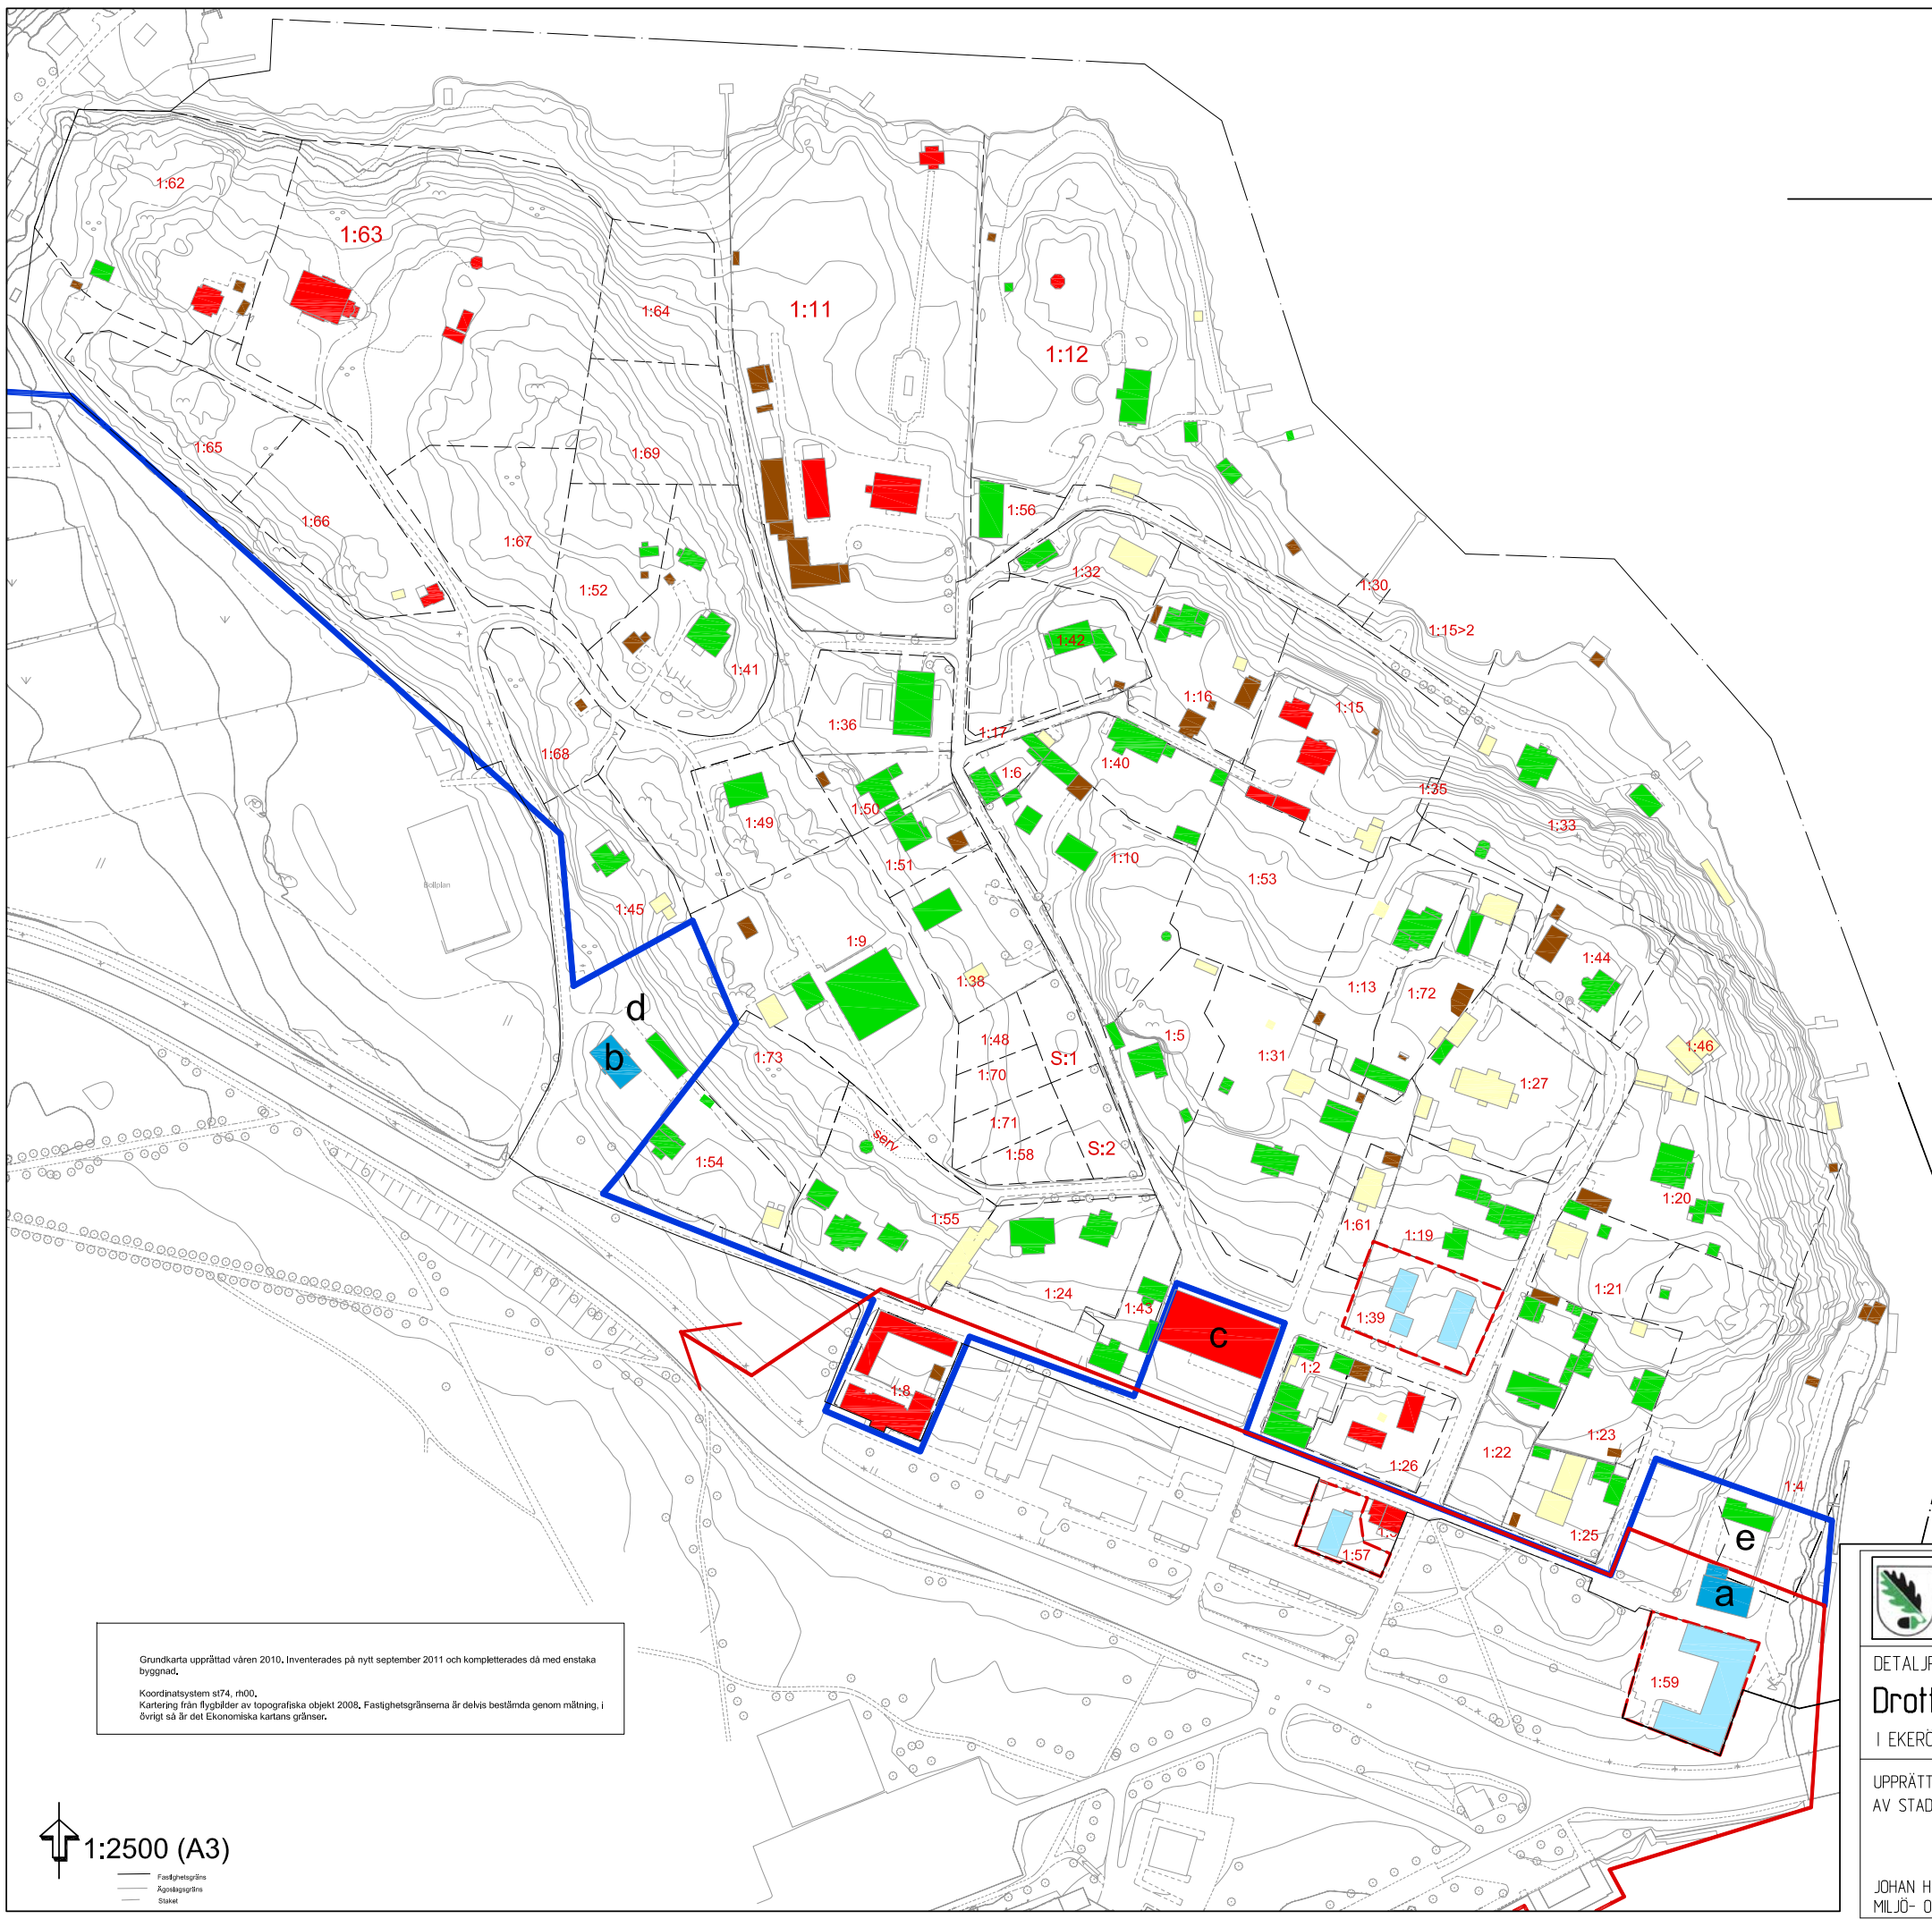 1:62
1:63
1:64
1:11
1:12
1:65
1:69
1:66
1:67
1:56
1:52
1:32
1:30
1:42
1:15>2
1:41
1:16
1:15
1:36
1:17
1:68
1:40
1:6
1:35
1:50
1:49
1:33
1:51
1:10
1:53
Bollplan
1:45
1:9
1:44
1:38
1:13
1:72
d
b
1:73
1:48
S:1
1:5
1:31
1:46
1:70
1:27
1:71
serv
1:58
S:2
1:54
1:20
1:55
1:61
1:19
1:24
1:43
1:39
1:21
c
1:2
1:8
1:26
1:22
1:23
1:4
1:57
1:25
e
a
1:59
Grundkarta upprättad våren 2010. Inventerades på nytt september 2011 och kompletterades då med enstaka
byggnad.
Koordinatsystem st74, rh00.
Kartering från flygbilder av topografiska objekt 2008. Fastighetsgränserna är delvis bestämda genom mätning, i
övrigt så är det Ekonomiska kartans gränser.
1:2500 (A3)
Fastighetsgräns
Ägoslagsgräns
Staket
DETALJP
Drott
I EKERÖ
UPPRÄTT
AV STAD
JOHAN H
MILJÖ- O